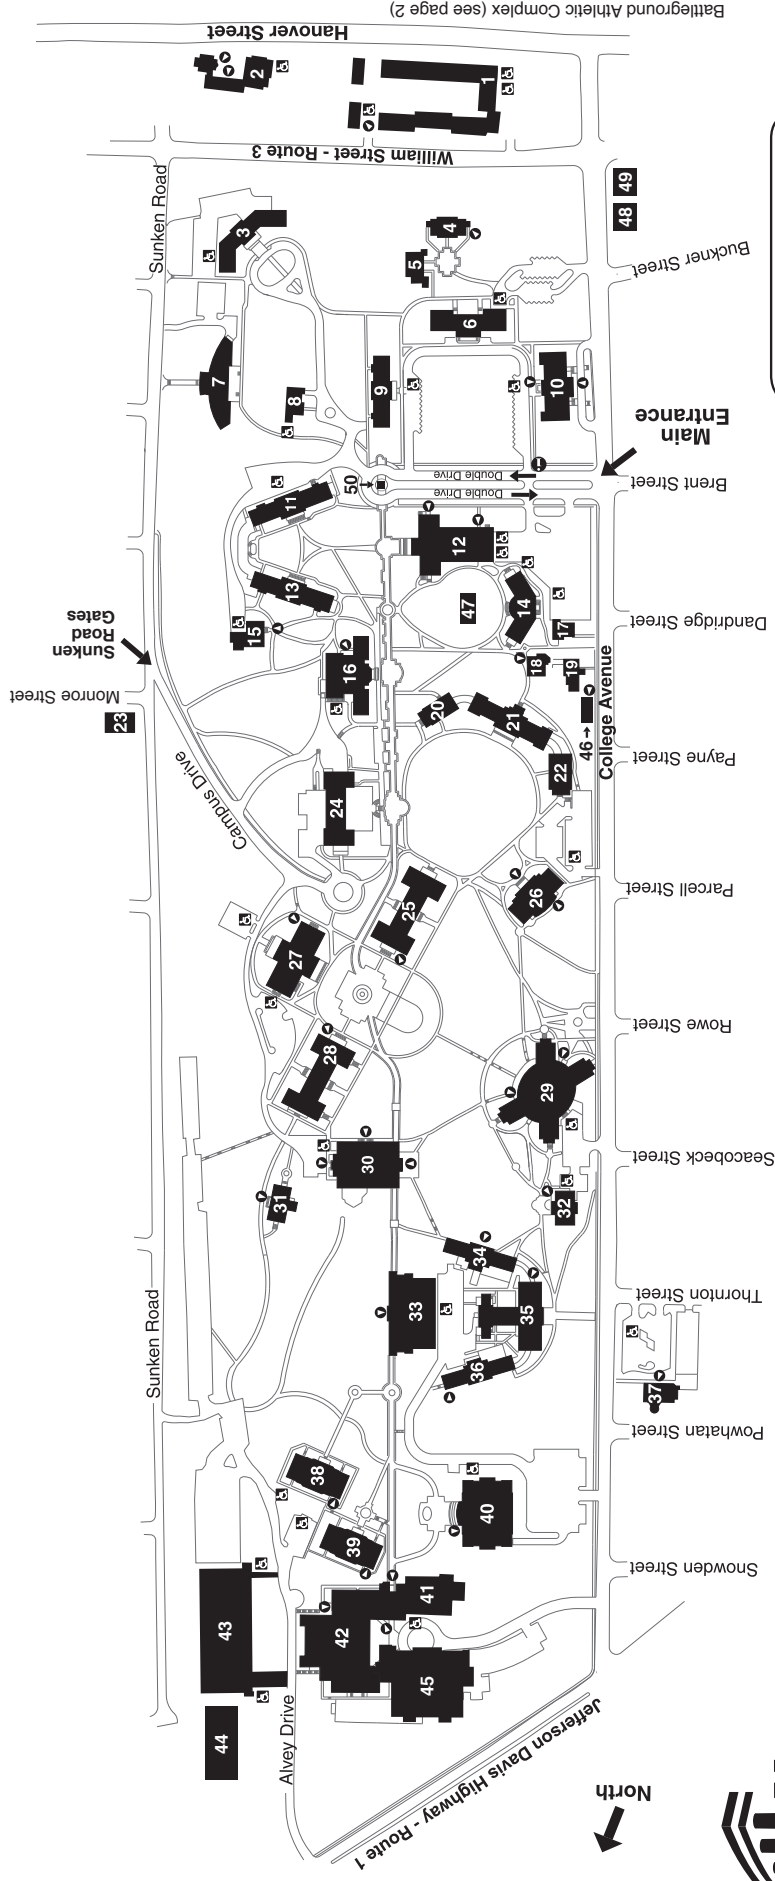 Battleground Athletic Complex (see page 2)
Hanover Street
2
1
William Street - Route 3
Sunken Road
49
48
3
4
5
Buckner Street
6
7
8
9
10
Main
Entrance
Brent Street
Double Drive
Double Drive
50
11
12
13
14
47
15
16
17
18
19
Dandridge Street
Sunken
Road
Gates
Monroe Street
23
20
21
22
46
College Avenue
Payne Street
Campus Drive
24
25
26
Parcell Street
27
28
29
Rowe Street
30
31
32
Seacobeck Street
33
34
35
36
37
Thornton Street
Sunken Road
Powhatan Street
38
39
40
41
42
43
44
45
Snowden Street
Alvey Drive
Jefferson Davis Highway - Route 1
North